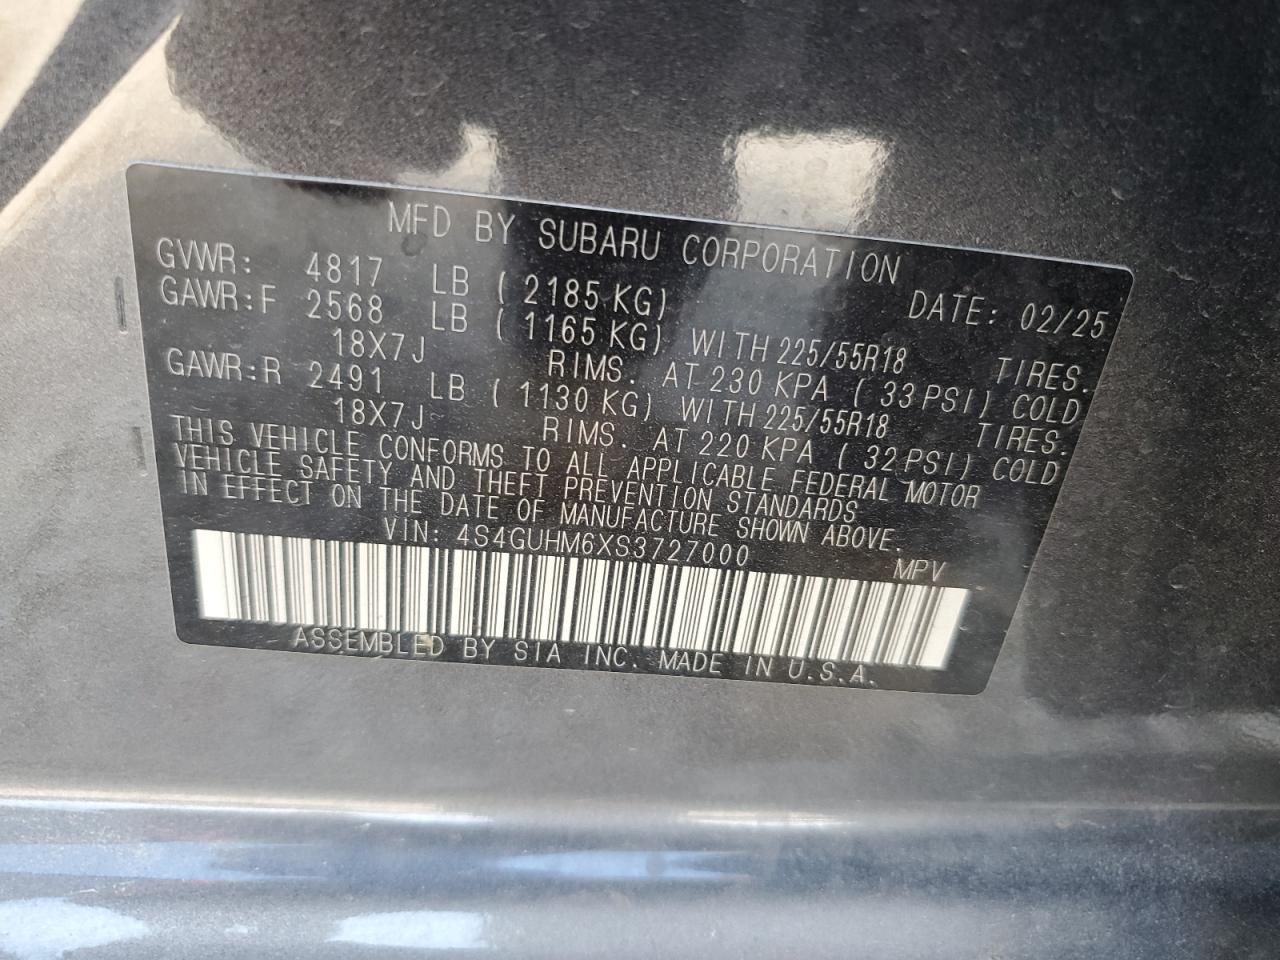 MFD BY SUBARU CORPORATION
DATE: 02/25
GVWR: 4817 LB ( 2185 KG)
GAWR:F 2568 LB ( 1165 KG) WITH 225/55R18 TIRES.
18X7J RIMS. AT 230 KPA ( 33 PSI) COLD
GAWR:R 2491 LB ( 1130 KG) WITH 225/55R18 TIRES.
18X7J RIMS. AT 220 KPA ( 32 PSI) COLD
THIS VEHICLE CONFORMS TO ALL APPLICABLE FEDERAL MOTOR
VEHICLE SAFETY AND THEFT PREVENTION STANDARDS
IN EFFECT ON THE DATE OF MANUFACTURE SHOWN ABOVE.
VIN: 4S4GUHM6XS3727000 MPV
ASSEMBLED BY SIA INC. MADE IN U.S.A.